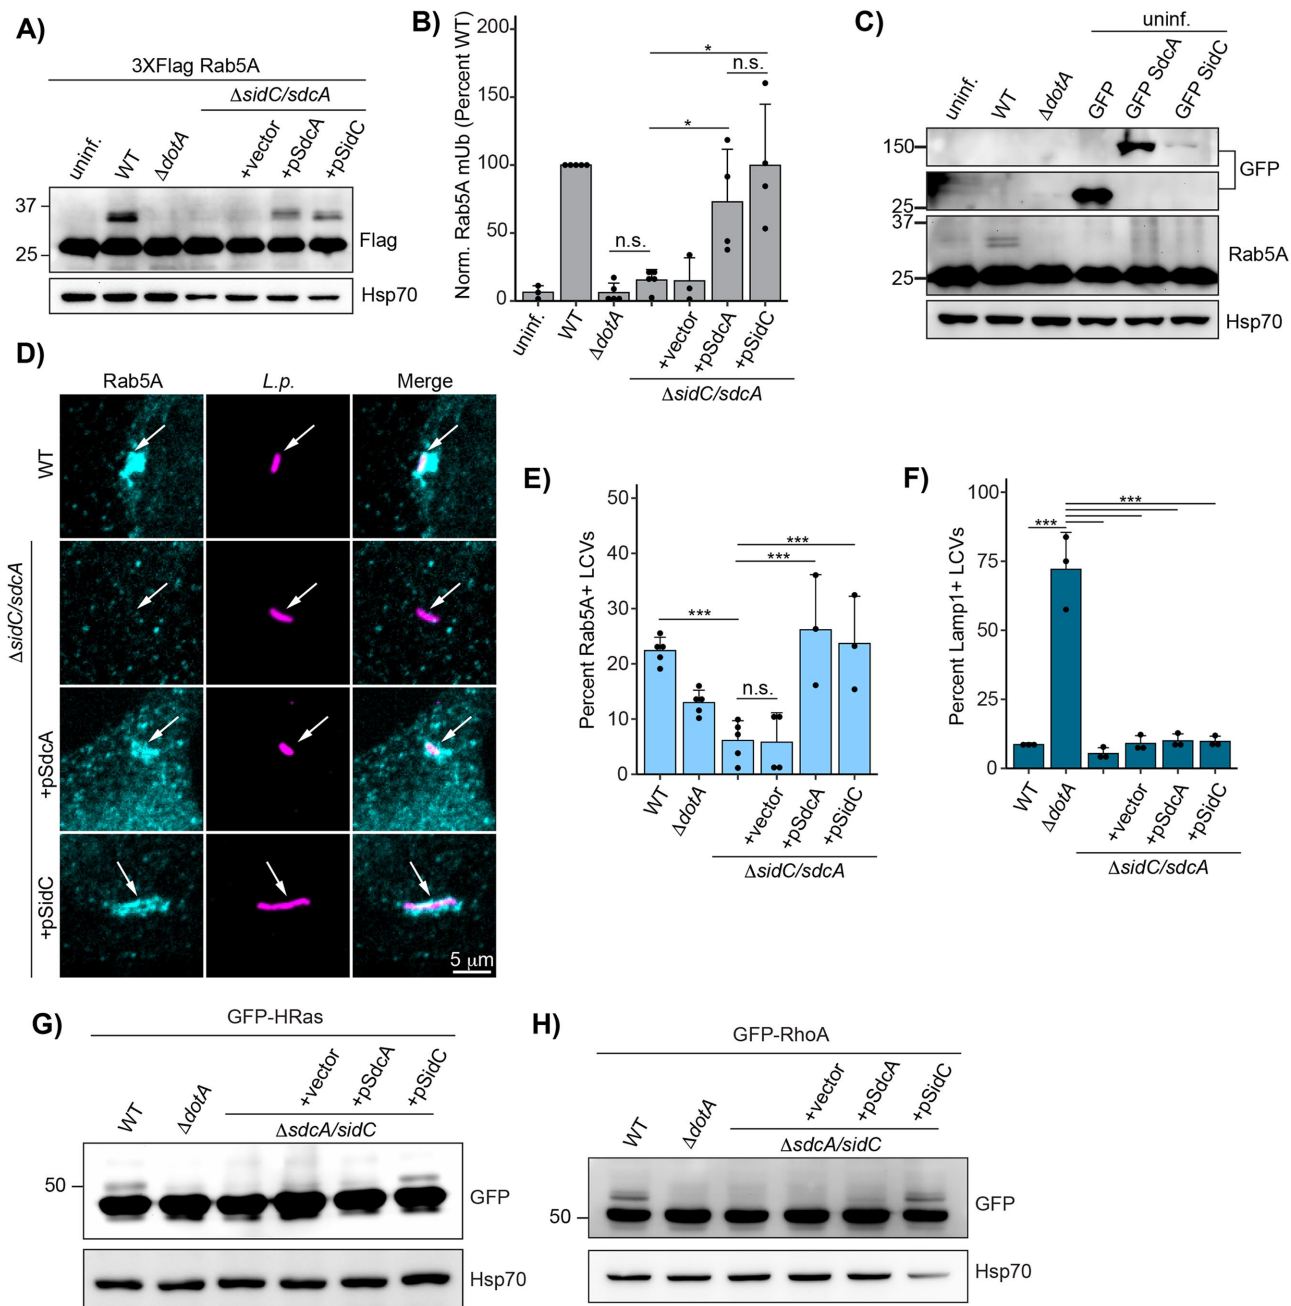 A)
3XFlag Rab5A
ΔsidC/sdcA
uninf.
WT
ΔdotA
+vector
+pSdcA
+pSidC
37
25
Flag
Hsp70
B)
Norm. Rab5A mUb (Percent WT)
200
150
100
50
0
*
n.s.
*
n.s.
uninf.
WT
ΔdotA
+vector
+pSdcA
+pSidC
ΔsidC/sdcA
C)
uninf.
uninf.
WT
ΔdotA
GFP
GFP SdcA
GFP SidC
150
25
GFP
37
25
Rab5A
Hsp70
D)
Rab5A
L.p.
Merge
WT
ΔsidC/sdcA
+pSdcA
+pSidC
5 μm
E)
Percent Rab5A+ LCVs
50
40
30
20
10
0
***
***
***
n.s.
WT
ΔdotA
+vector
+pSdcA
+pSidC
ΔsidC/sdcA
F)
Percent Lamp1+ LCVs
100
75
50
25
0
***
***
WT
ΔdotA
+vector
+pSdcA
+pSidC
ΔsidC/sdcA
G)
GFP-HRas
WT
ΔdotA
+vector
+pSdcA
+pSidC
ΔsdcA/sidC
50
GFP
Hsp70
H)
GFP-RhoA
WT
ΔdotA
+vector
+pSdcA
+pSidC
ΔsdcA/sidC
50
GFP
Hsp70